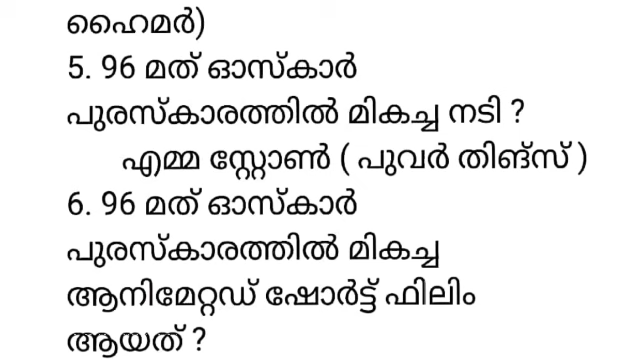 ഹൈമർ)
5. 96 മത് ഓസ്കാർ
പുരസ്കാരത്തിൽ മികച്ച നടി ?
എമ്മ സ്റ്റോൺ ( പുവർ തിങ്സ് )
6. 96 മത് ഓസ്കാർ
പുരസ്കാരത്തിൽ മികച്ച
ആനിമേറ്റഡ് ഷോർട്ട് ഫിലിം
ആയത് ?